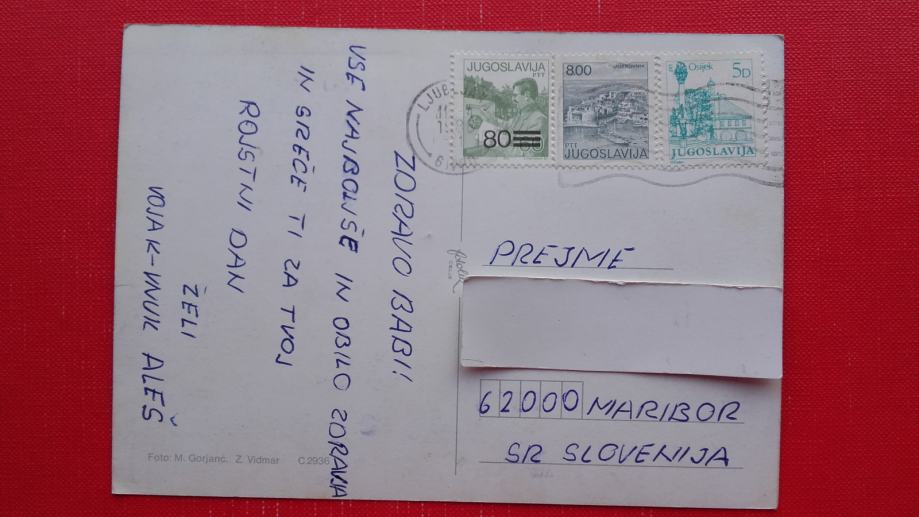 ZDRAVO BABI!
VSE NAJBOLJŠE IN OBILO ZDRAVJA
IN SREČE TI ZA TVOJ
ROJSTNI DAN
ŽELI
VOJAK-VNUK ALEŠ
Foto: M. Gorjanc, Z. Vidmar C 2936
JUGOSLAVIJA
PTT
80
8.00
PTT
JUGOSLAVIJA
Osijek
5D
JUGOSLAVIJA
PREJME
62000 MARIBOR
SR SLOVENIJA